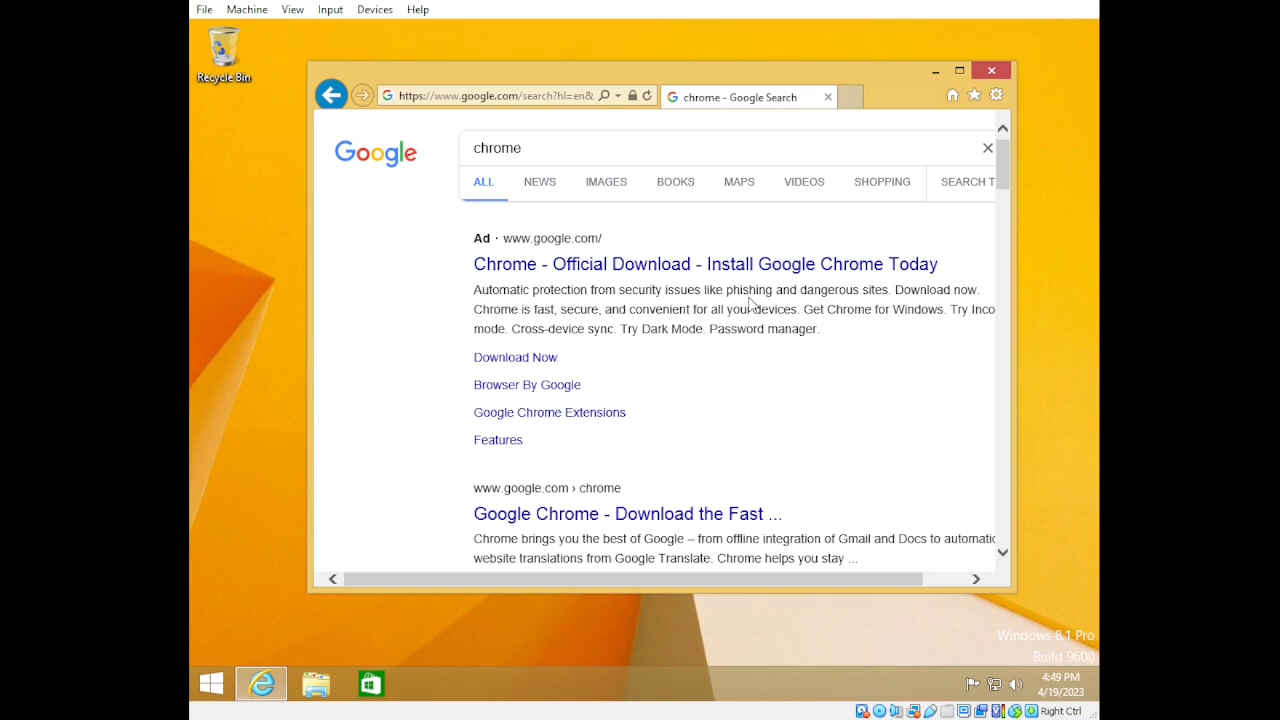 File Machine View Input Devices Help
Recycle Bin
https://www.google.com/search?hl=en&
chrome - Google Search
Google
chrome
ALL NEWS IMAGES BOOKS MAPS VIDEOS SHOPPING SEARCH T
Ad · www.google.com/
Chrome - Official Download - Install Google Chrome Today
Automatic protection from security issues like phishing and dangerous sites. Download now.
Chrome is fast, secure, and convenient for all your devices. Get Chrome for Windows. Try Inco
mode. Cross-device sync. Try Dark Mode. Password manager.
Download Now
Browser By Google
Google Chrome Extensions
Features
www.google.com › chrome
Google Chrome - Download the Fast ...
Chrome brings you the best of Google – from offline integration of Gmail and Docs to automatic
website translations from Google Translate. Chrome helps you stay ...
Windows 8.1 Pro
Build 9600
4:49 PM
4/19/2023
Right Ctrl